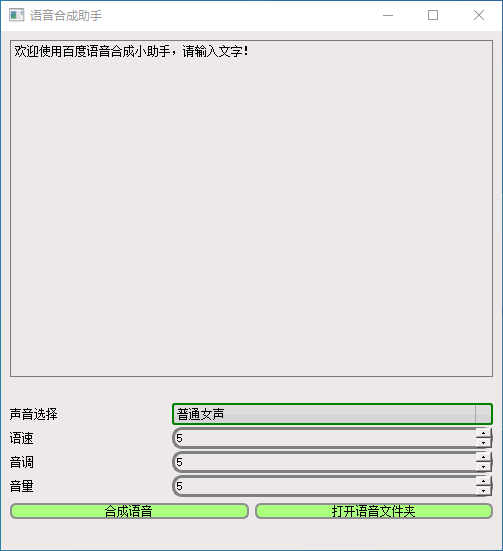 语音合成助手
欢迎使用百度语音合成小助手，请输入文字！
声音选择 普通女声
语速 5
音调 5
音量 5
合成语音 打开语音文件夹